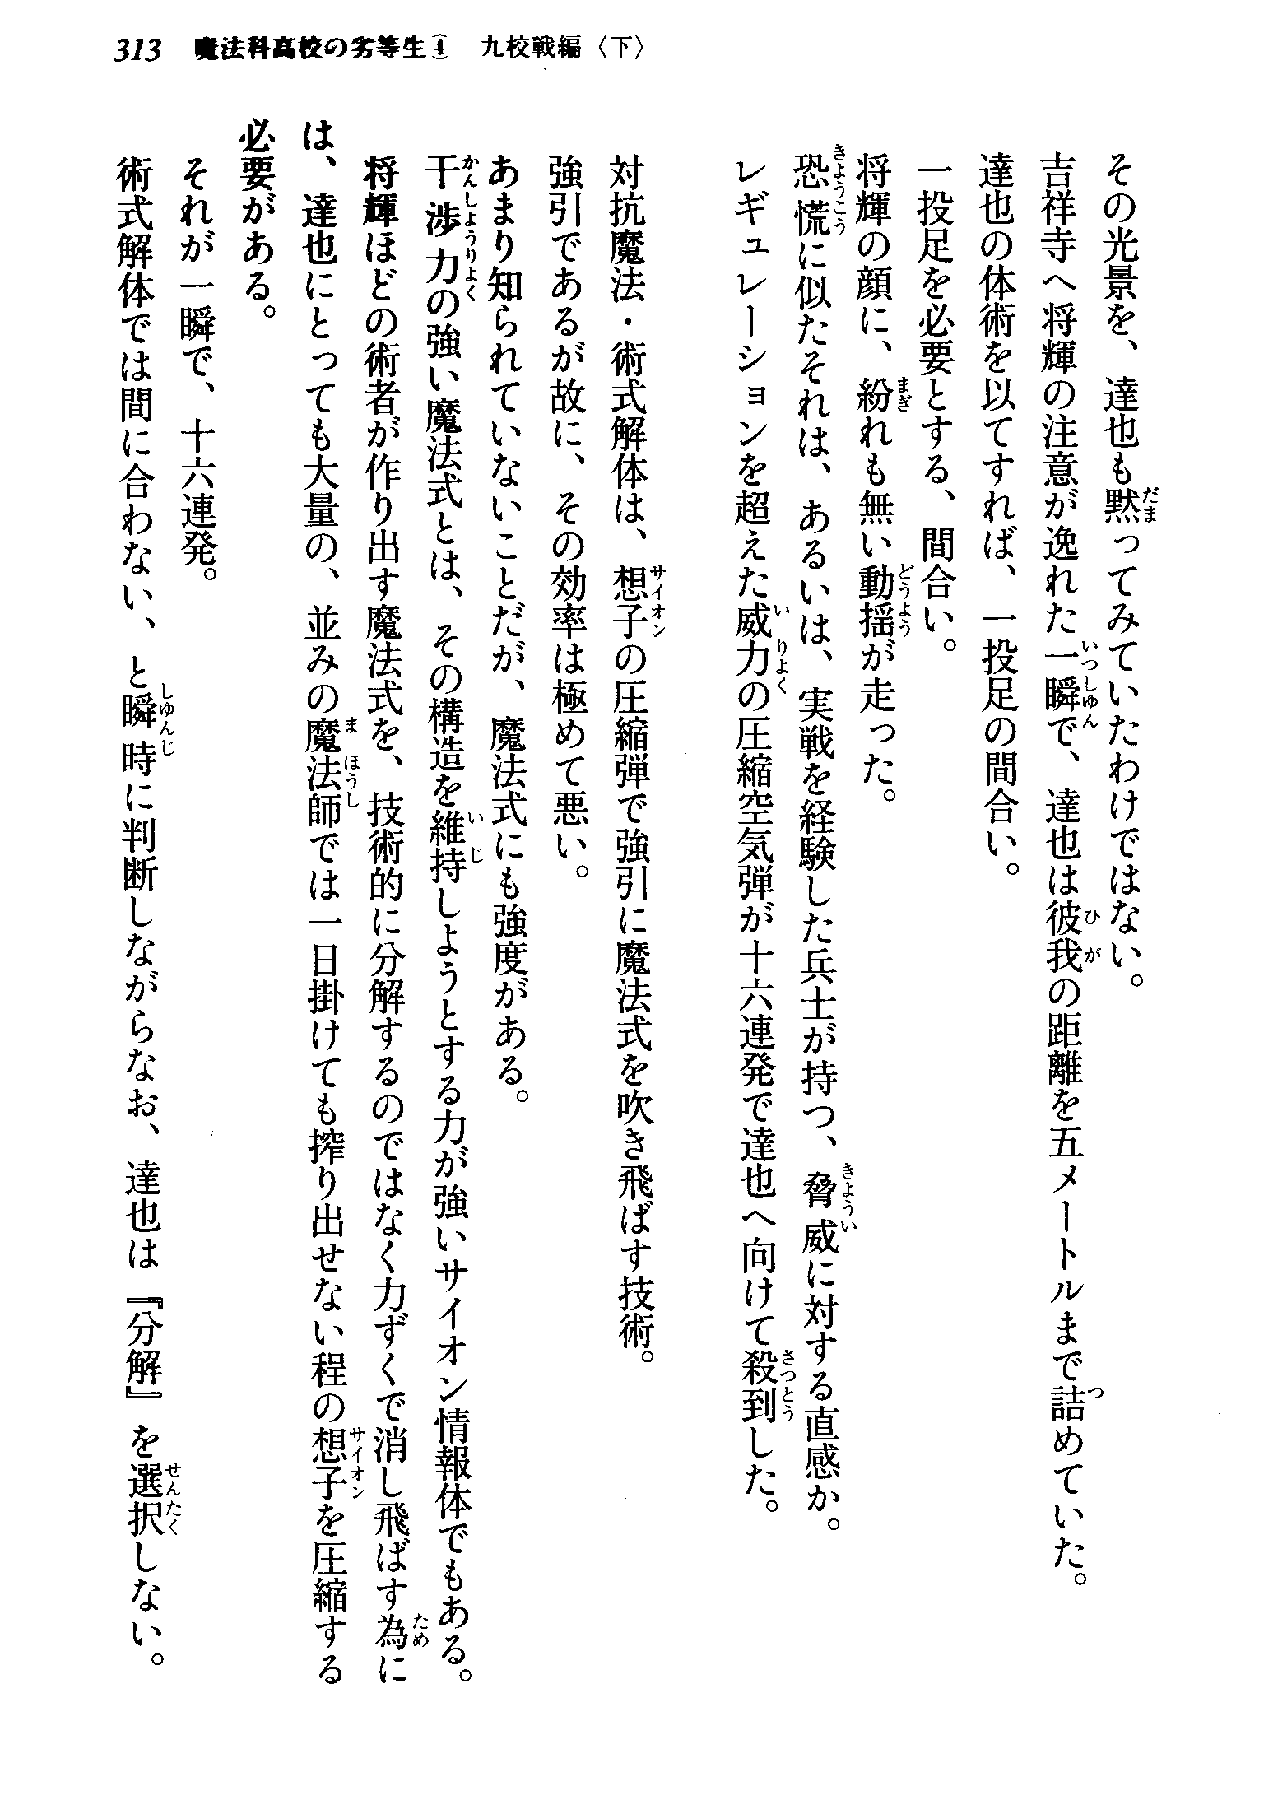 313　魔法科高校の劣等生④　九校戦編〈下〉
その光景を、達也も黙ってみていたわけではない。
吉祥寺へ将輝の注意が逸れた一瞬で、達也は彼我の距離を五メートルまで詰めていた。
達也の体術を以てすれば、一投足の間合い。
一投足を必要とする、間合い。
将輝の顔に、紛れも無い動揺が走った。
恐慌に似たそれは、あるいは、実戦を経験した兵士が持つ、脅威に対する直感か。
レギュレーションを超えた威力の圧縮空気弾が十六連発で達也へ向けて殺到した。
対抗魔法・術式解体は、想子の圧縮弾で強引に魔法式を吹き飛ばす技術。
強引であるが故に、その効率は極めて悪い。
あまり知られていないことだが、魔法式にも強度がある。
干渉力の強い魔法式とは、その構造を維持しようとする力が強いサイオン情報体でもある。
将輝ほどの術者が作り出す魔法式を、技術的に分解するのではなく力ずくで消し飛ばす為に
は、達也にとっても大量の、並みの魔法師では一日掛けても搾り出せない程の想子を圧縮する
必要がある。
それが一瞬で、十六連発。
術式解体では間に合わない、と瞬時に判断しながらなお、達也は『分解』を選択しない。